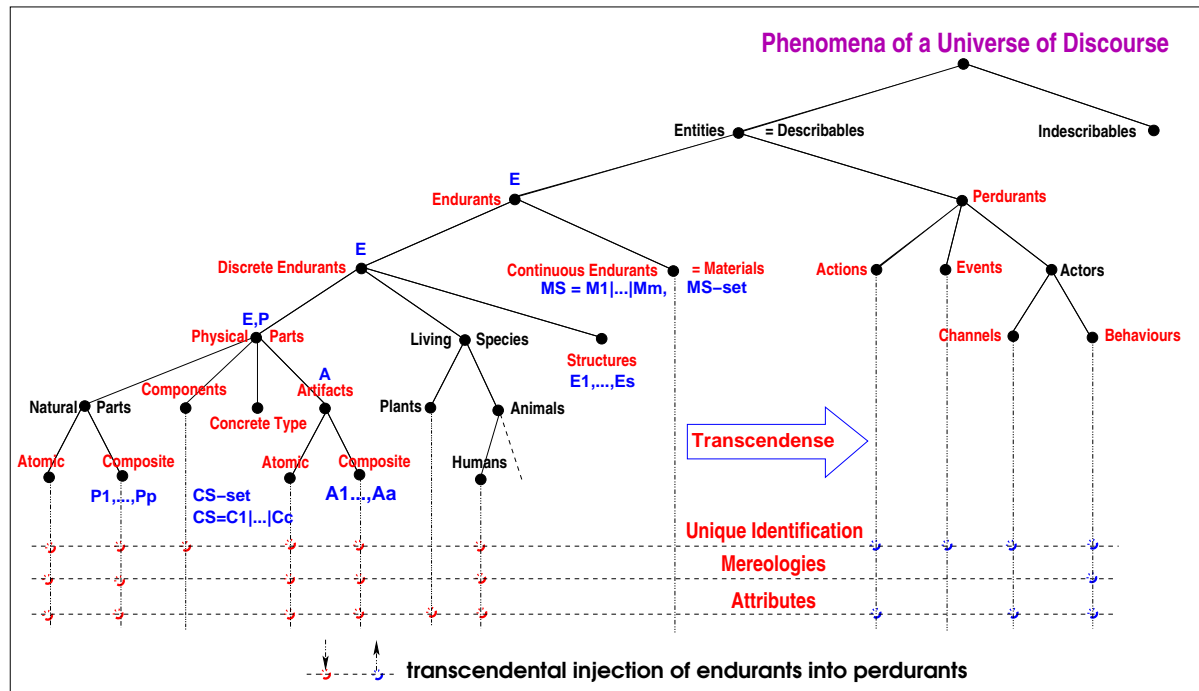 Phenomena of a Universe of Discourse
Entities = Describables
Indescribables
E
Endurants
Perdurants
E
Discrete Endurants
Continuous Endurants = Materials
MS = M1|...|Mm, MS-set
Actions
Events
Actors
E,P
Physical Parts
Living Species
Structures
E1,...,Es
Channels
Behaviours
Natural Parts
Components
Concrete Type
A
Artifacts
Plants
Animals
Transcendense
Atomic
Composite
P1,...,Pp
CS-set
CS=C1|...|Cc
Atomic
Composite
A1...,Aa
Humans
Unique Identification
Mereologies
Attributes
transcendental injection of endurants into perdurants